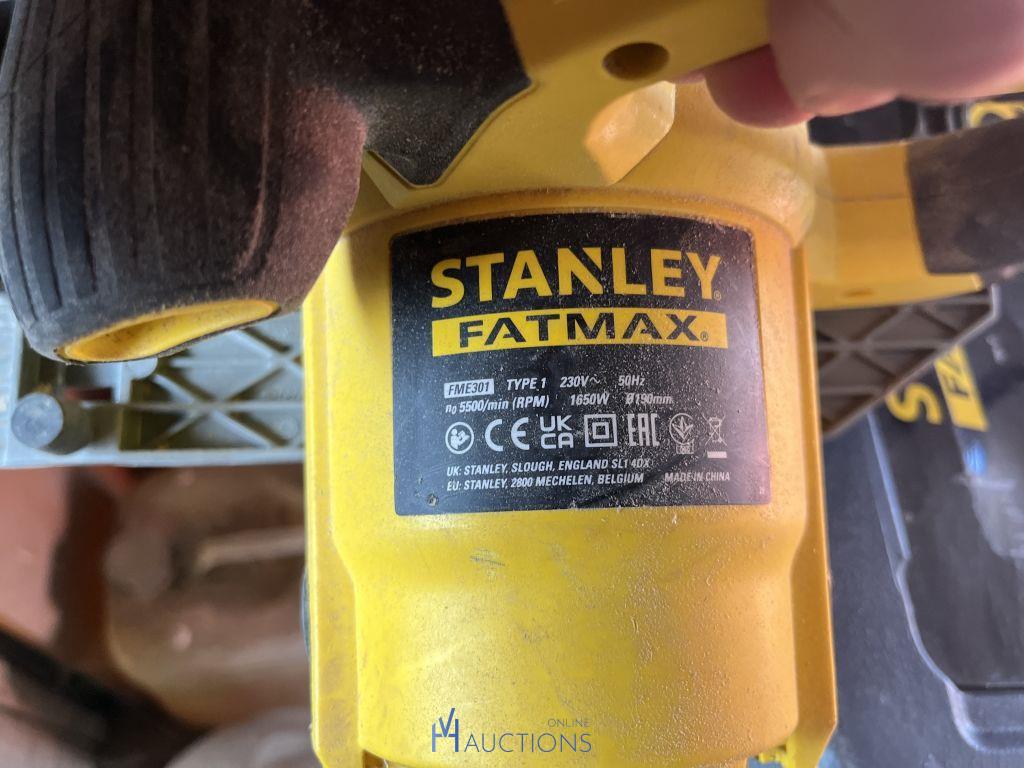 STANLEY®
FATMAX®
FME301 TYPE 1 230V~ 50Hz
n₀ 5500/min (RPM) 1650W Ø190mm
CE UK CA EAC
UK: STANLEY, SLOUGH, ENGLAND SL1 4DX
EU: STANLEY, 2800 MECHELEN, BELGIUM MADE IN CHINA
S
FA
ONLINE
AUCTIONS